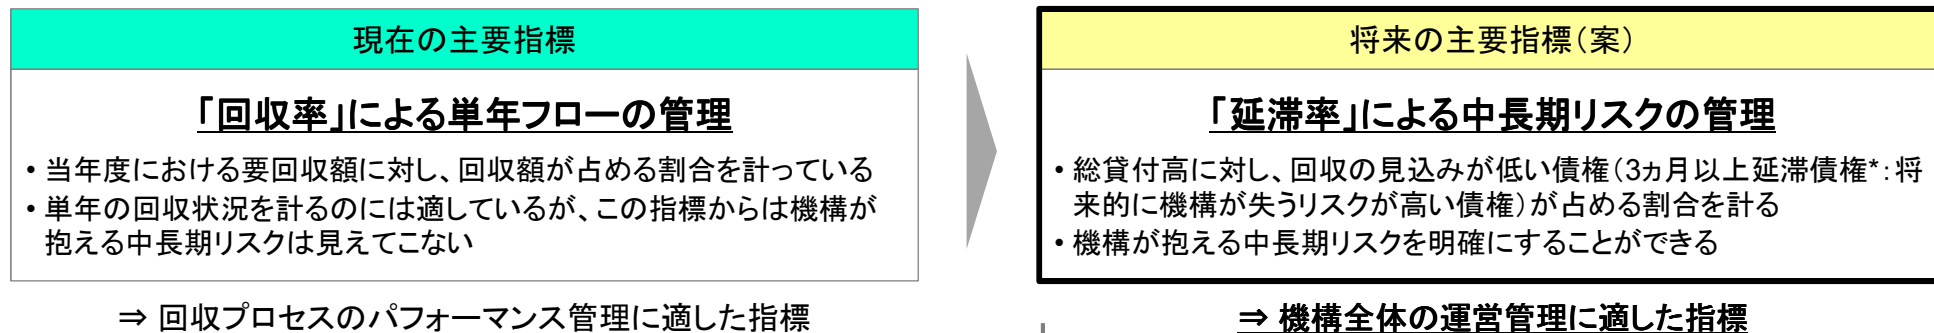 現在の主要指標
「回収率」による単年フローの管理
• 当年度における要回収額に対し、回収額が占める割合を計っている
• 単年の回収状況を計るのには適しているが、この指標からは機構が
抱える中長期リスクは見えてこない
⇒ 回収プロセスのパフォーマンス管理に適した指標
将来の主要指標（案）
「延滞率」による中長期リスクの管理
• 総貸付高に対し、回収の見込みが低い債権（3ヵ月以上延滞債権*：将
来的に機構が失うリスクが高い債権）が占める割合を計る
• 機構が抱える中長期リスクを明確にすることができる
⇒ 機構全体の運営管理に適した指標